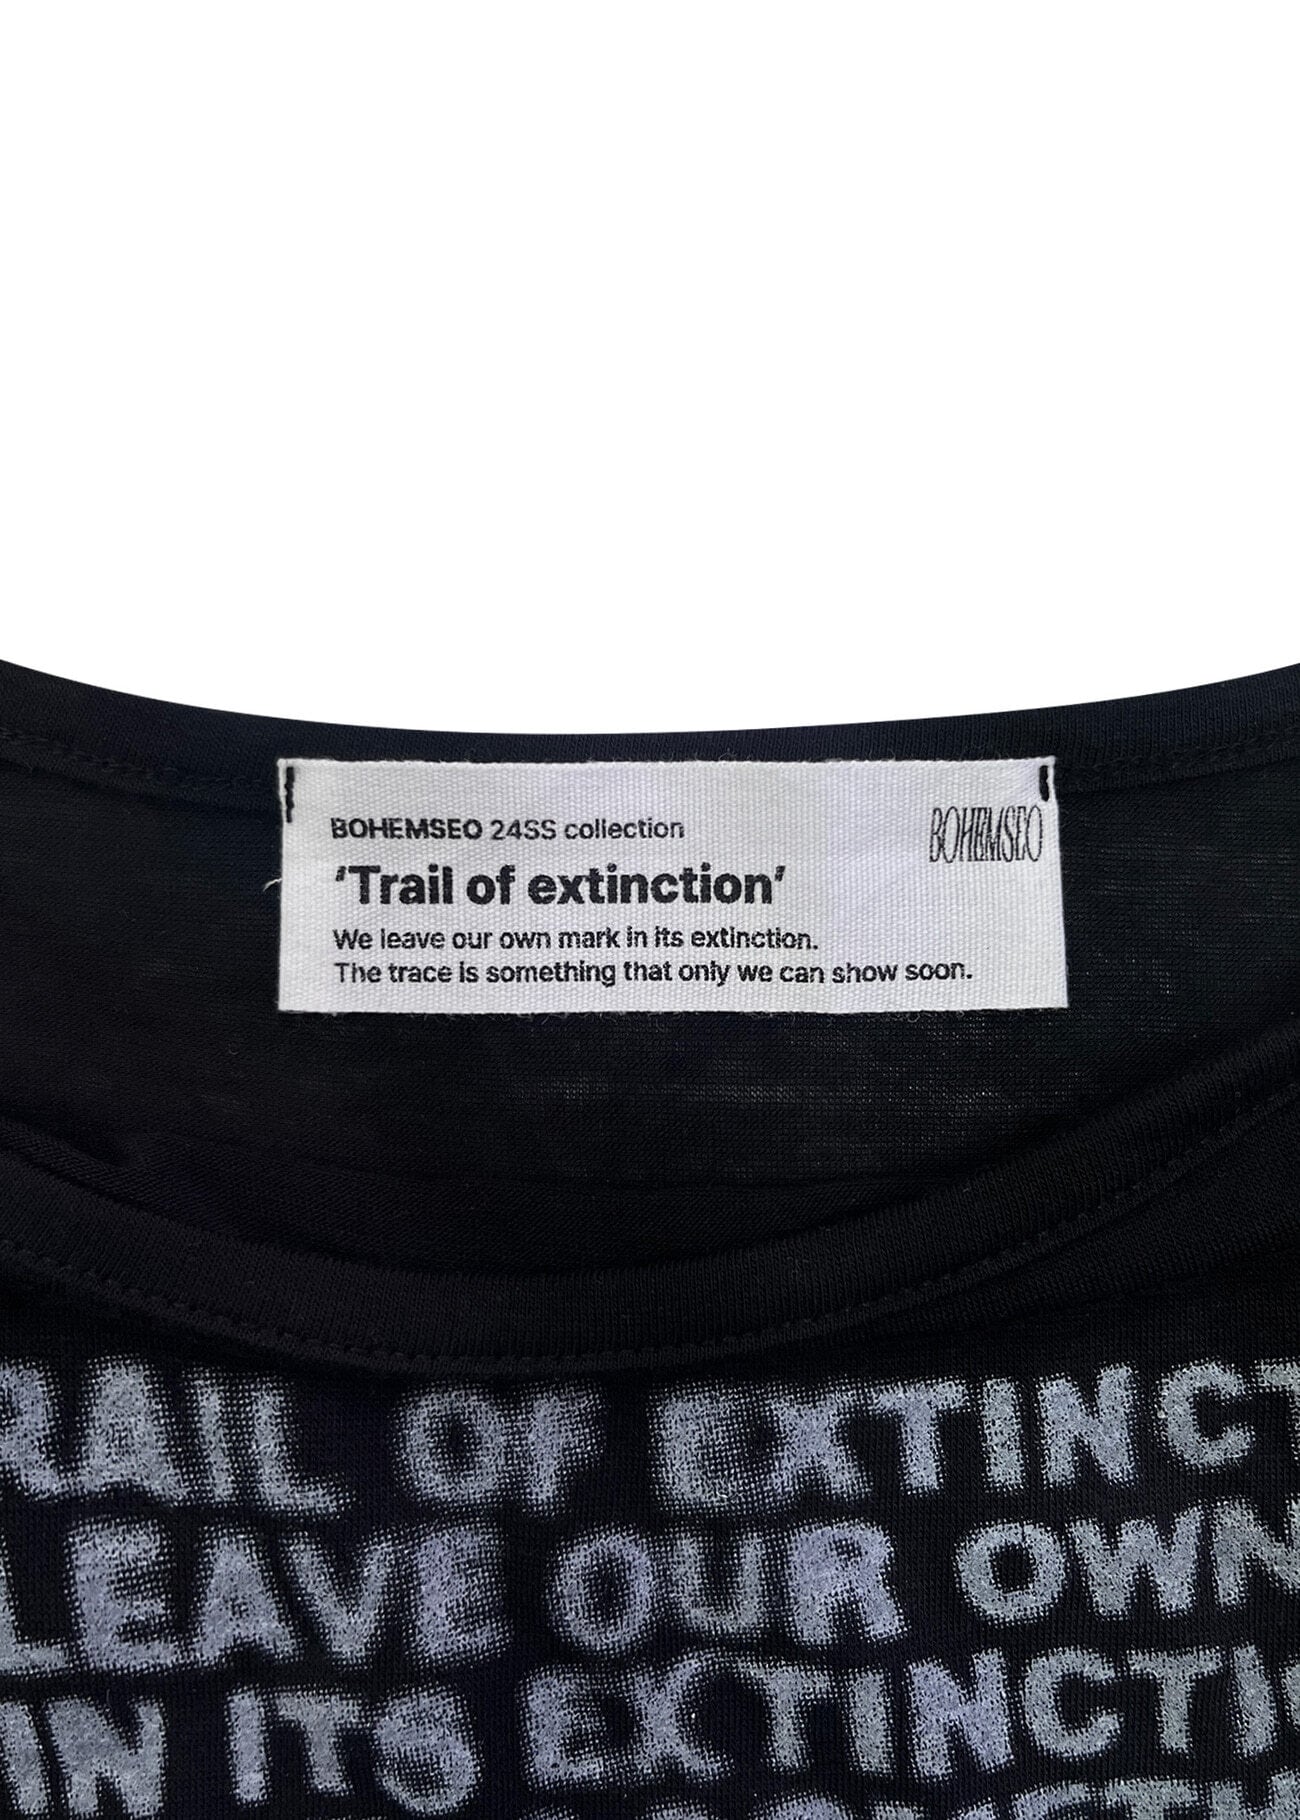 BOHEMSEO 24SS collection
BOHEMSEO
'Trail of extinction'
We leave our own mark in its extinction.
The trace is something that only we can show soon.
RAIL OF EXTINCT
LEAVE OUR OWN
IN ITS EXTINCTI